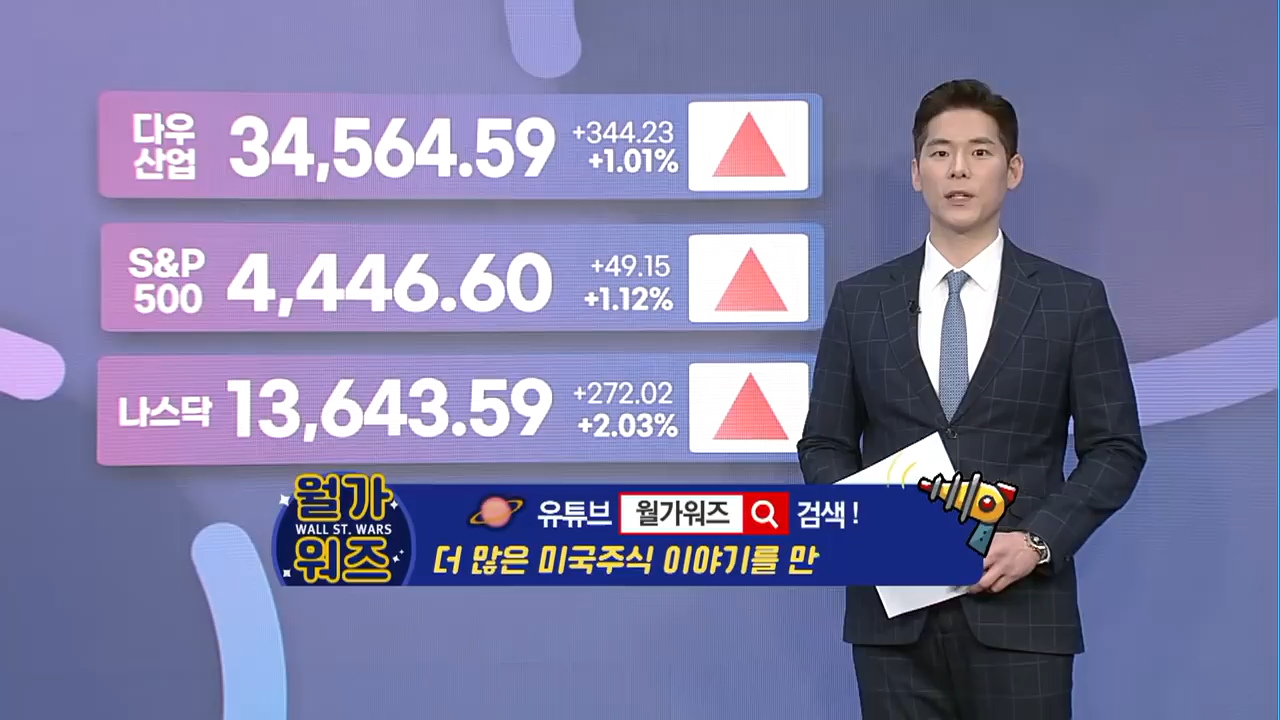 다우
산업
34,564.59
+344.23
+1.01%
S&P
500
4,446.60
+49.15
+1.12%
나스닥
13,643.59
+272.02
+2.03%
월가
WALL ST. WARS
워즈
유튜브 월가워즈 검색!
더 많은 미국주식 이야기를 만